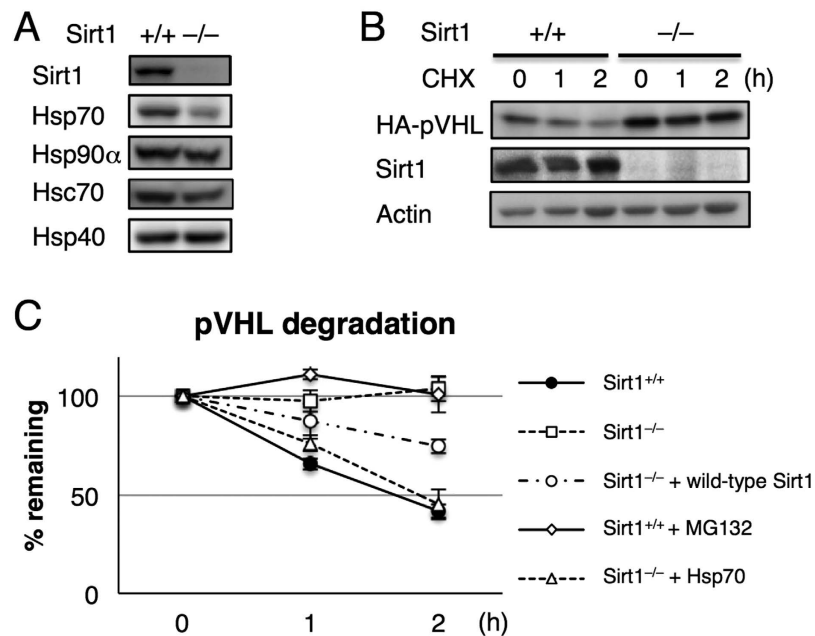 A
Sirt1 +/+ –/–
Sirt1
Hsp70
Hsp90α
Hsc70
Hsp40
B
Sirt1 +/+ –/–
CHX 0 1 2 0 1 2 (h)
HA-pVHL
Sirt1
Actin
C
pVHL degradation
% remaining
100
50
0
0 1 2 (h)
Sirt1+/+
Sirt1–/–
Sirt1–/– + wild-type Sirt1
Sirt1+/+ + MG132
Sirt1–/– + Hsp70